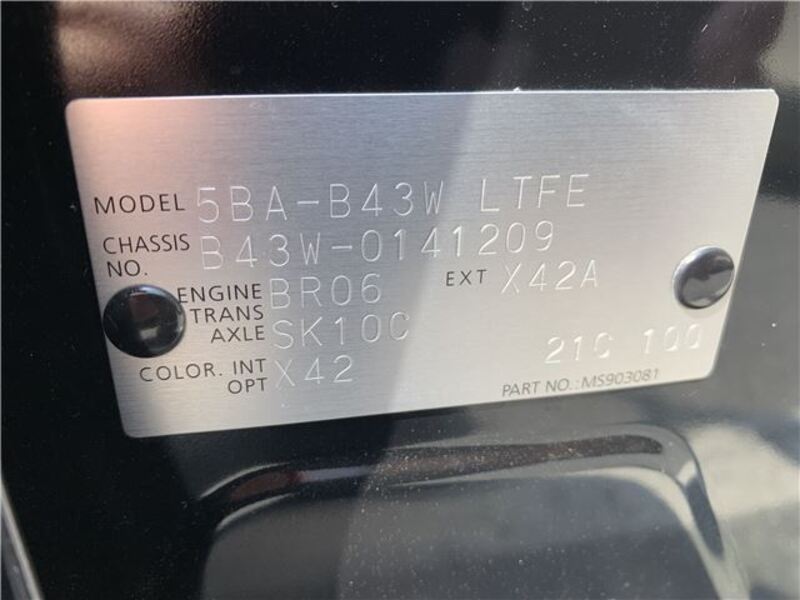 MODEL 5BA-B43W LTFE
CHASSIS NO. B43W-0141209
ENGINE BR06 EXT X42A
TRANS AXLE SK10C
COLOR. INT OPT X42 21C 100
PART NO.:MS903081